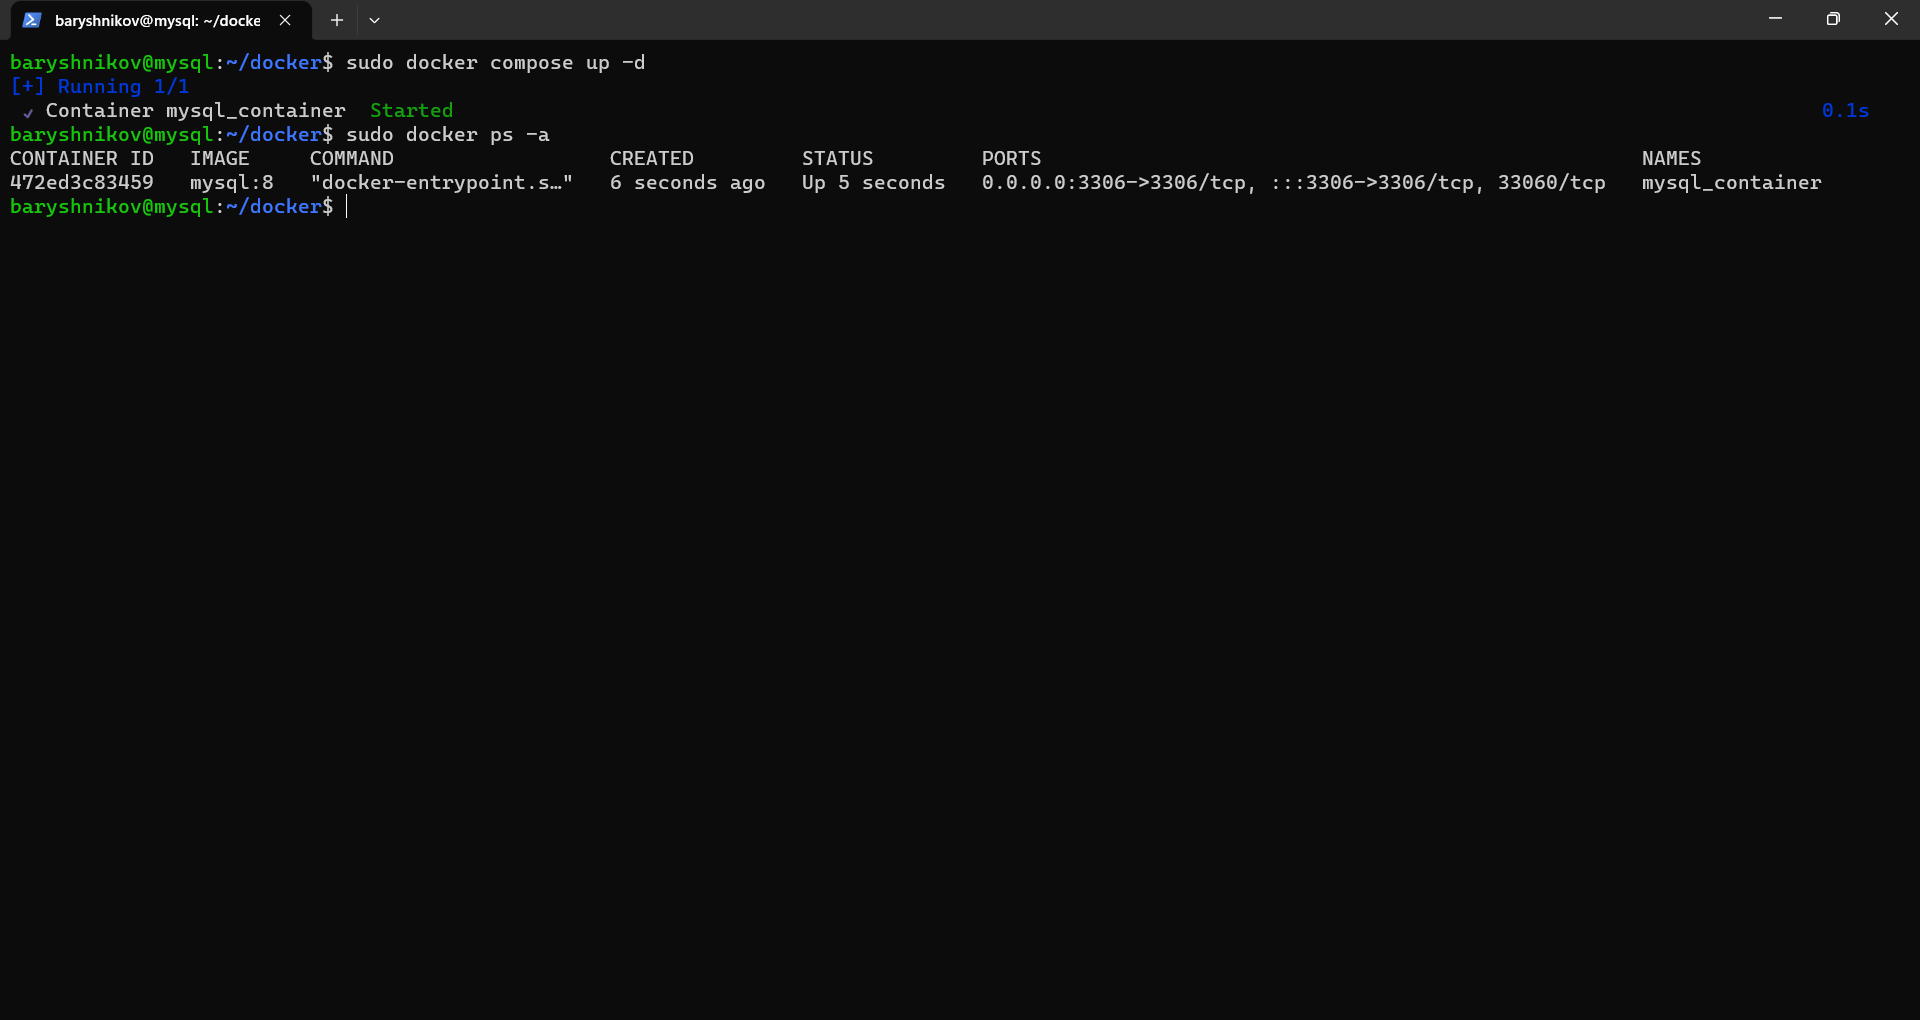 baryshnikov@mysql: ~/docke
baryshnikov@mysql:~/docker$ sudo docker compose up -d
[+] Running 1/1
✓ Container mysql_container  Started 0.1s
baryshnikov@mysql:~/docker$ sudo docker ps -a
CONTAINER ID   IMAGE     COMMAND                  CREATED         STATUS         PORTS                                                  NAMES
472ed3c83459   mysql:8   "docker-entrypoint.s…"   6 seconds ago   Up 5 seconds   0.0.0.0:3306->3306/tcp, :::3306->3306/tcp, 33060/tcp   mysql_container
baryshnikov@mysql:~/docker$